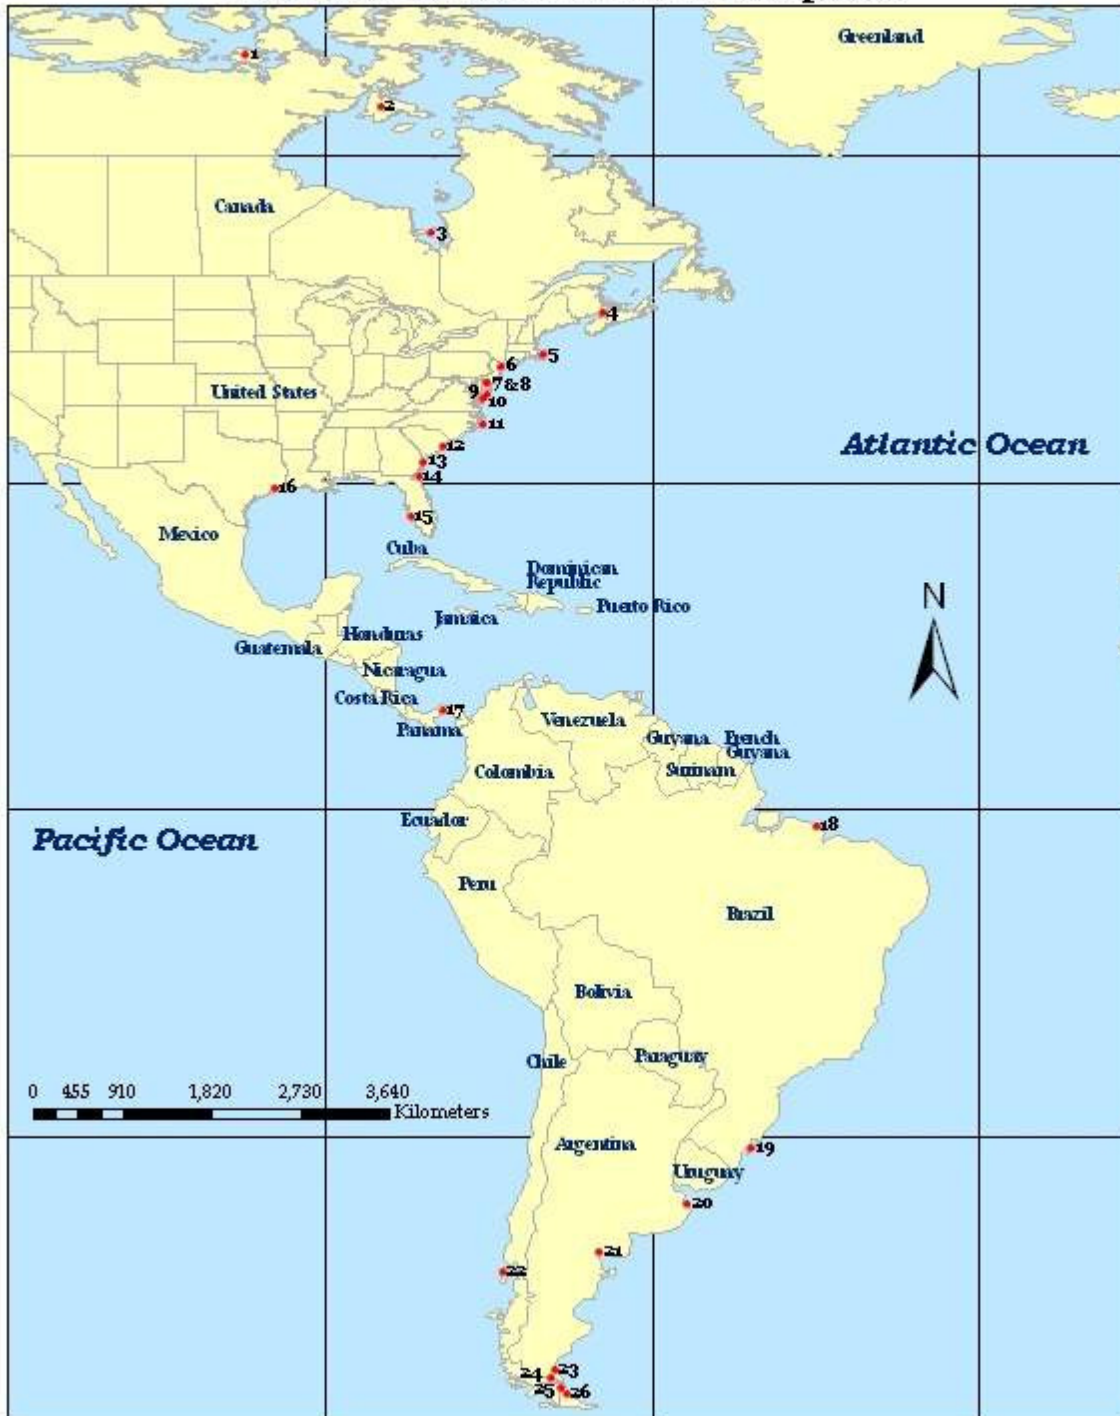 Greenland
1
2
Canada
3
4
5
6
7 & 8
United States
9
10
11
Atlantic Ocean
12
13
14
16
15
Mexico
Cuba
Dominican
Republic
Puerto Rico
Jamaica
N
Honduras
Guatemala
Nicaragua
Costa Rica
17
Panama
Venezuela
Guyana
French
Guyana
Surinam
Colombia
Ecuador
18
Pacific Ocean
Peru
Brazil
Bolivia
Chile
Paraguay
0 455 910 1,820 2,730 3,640
Kilometers
Argentina
19
Uruguay
20
21
22
23
24
25
26